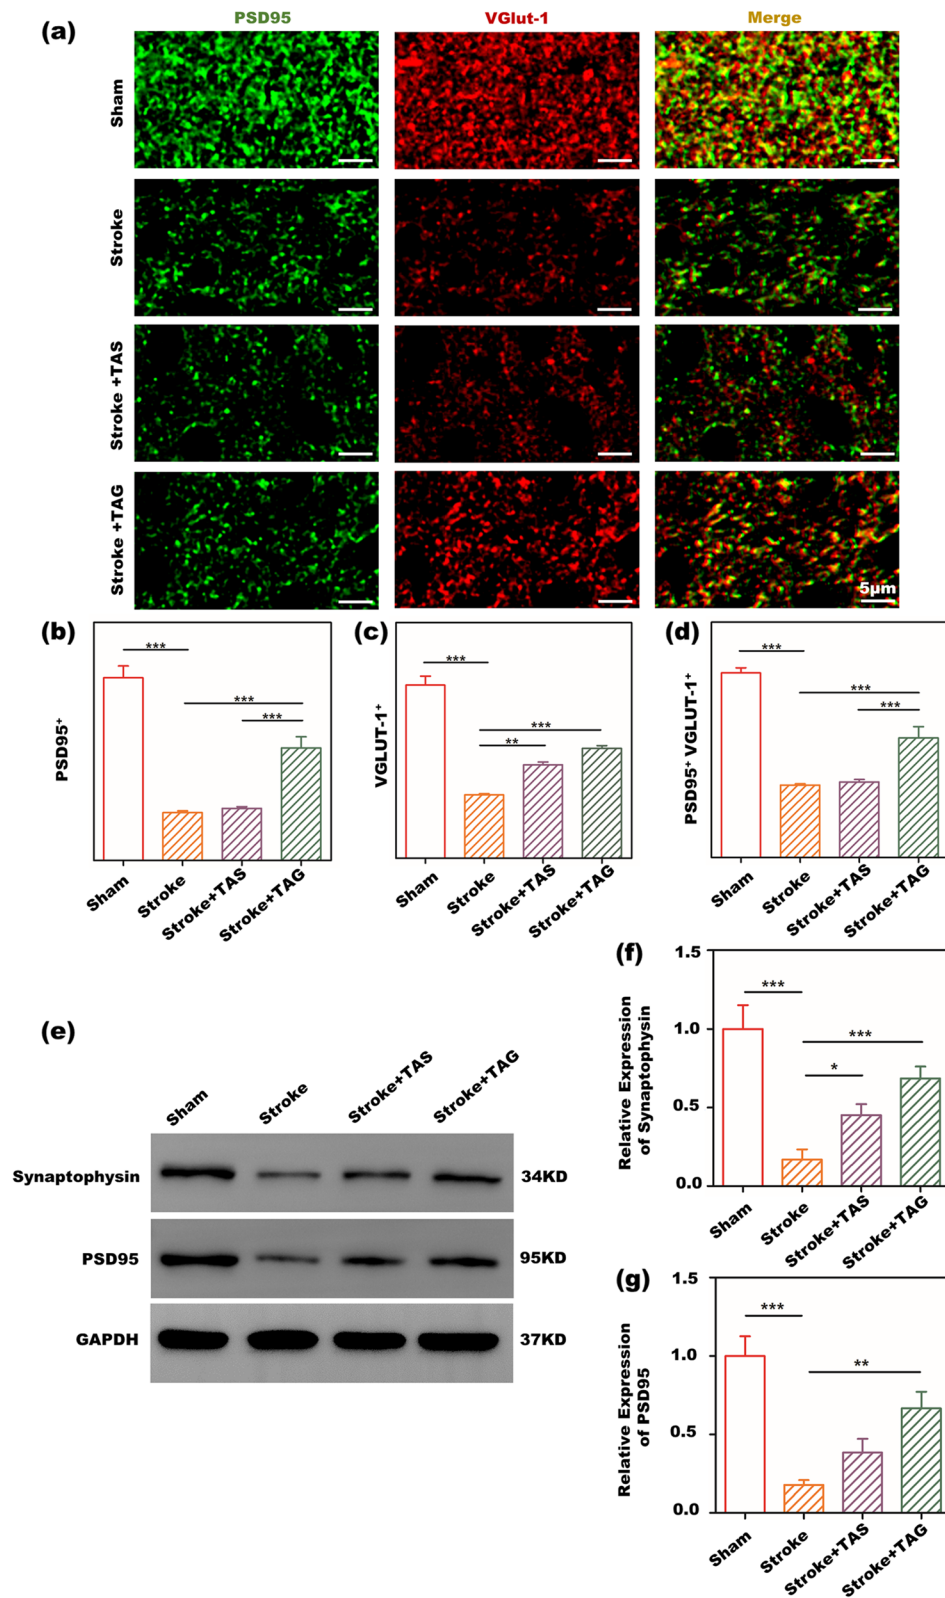 (a)
PSD95 VGlut-1 Merge
Sham
Stroke
Stroke +TAS
Stroke +TAG
5μm
(b)
PSD95⁺
***
***
***
Sham Stroke Stroke+TAS Stroke+TAG
(c)
VGLUT-1⁺
***
***
**
Sham Stroke Stroke+TAS Stroke+TAG
(d)
PSD95⁺ VGLUT-1⁺
***
***
***
Sham Stroke Stroke+TAS Stroke+TAG
(e)
Sham Stroke Stroke+TAS Stroke+TAG
Synaptophysin 34KD
PSD95 95KD
GAPDH 37KD
(f)
Relative Expression
of Synaptophysin
1.5
1.0
0.5
0.0
***
***
*
Sham Stroke Stroke+TAS Stroke+TAG
(g)
Relative Expression
of PSD95
1.5
1.0
0.5
0.0
***
**
Sham Stroke Stroke+TAS Stroke+TAG